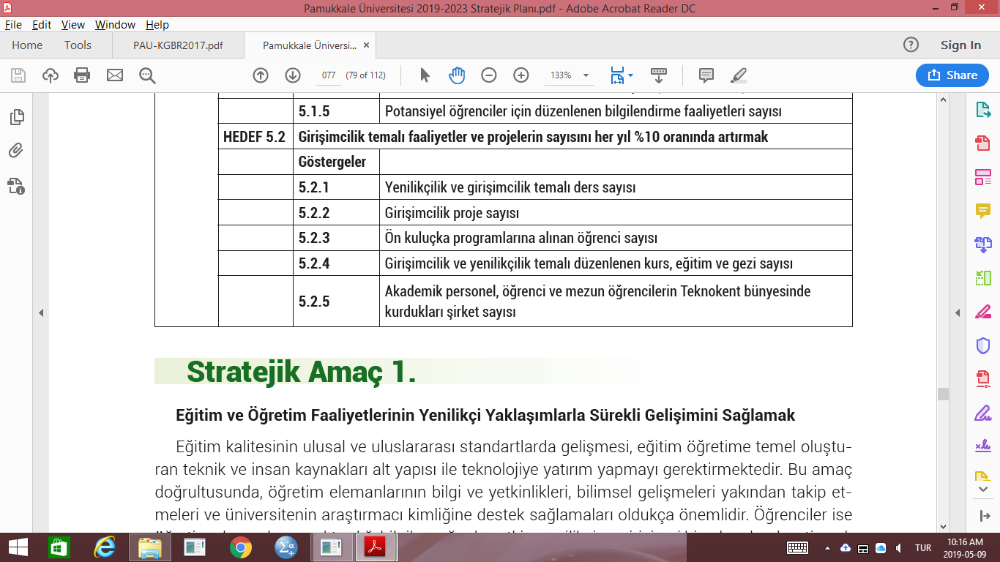 Pamukkale Üniversitesi 2019-2023 Stratejik Planı.pdf - Adobe Acrobat Reader DC
File Edit View Window Help
Home Tools PAU-KGBR2017.pdf Pamukkale Üniversi... × Sign In
077 (79 of 112) 133% Share
5.1.5 Potansiyel öğrenciler için düzenlenen bilgilendirme faaliyetleri sayısı
HEDEF 5.2 Girişimcilik temalı faaliyetler ve projelerin sayısını her yıl %10 oranında artırmak
Göstergeler
5.2.1 Yenilikçilik ve girişimcilik temalı ders sayısı
5.2.2 Girişimcilik proje sayısı
5.2.3 Ön kuluçka programlarına alınan öğrenci sayısı
5.2.4 Girişimcilik ve yenilikçilik temalı düzenlenen kurs, eğitim ve gezi sayısı
5.2.5 Akademik personel, öğrenci ve mezun öğrencilerin Teknokent bünyesinde
kurdukları şirket sayısı
Stratejik Amaç 1.
Eğitim ve Öğretim Faaliyetlerinin Yenilikçi Yaklaşımlarla Sürekli Gelişimini Sağlamak
Eğitim kalitesinin ulusal ve uluslararası standartlarda gelişmesi, eğitim öğretime temel oluştu-
ran teknik ve insan kaynakları alt yapısı ile teknolojiye yatırım yapmayı gerektirmektedir. Bu amaç
doğrultusunda, öğretim elemanlarının bilgi ve yetkinlikleri, bilimsel gelişmeleri yakından takip et-
meleri ve üniversitenin araştırmacı kimliğine destek sağlamaları oldukça önemlidir. Öğrenciler ise
TUR 10:16 AM
2019-05-09